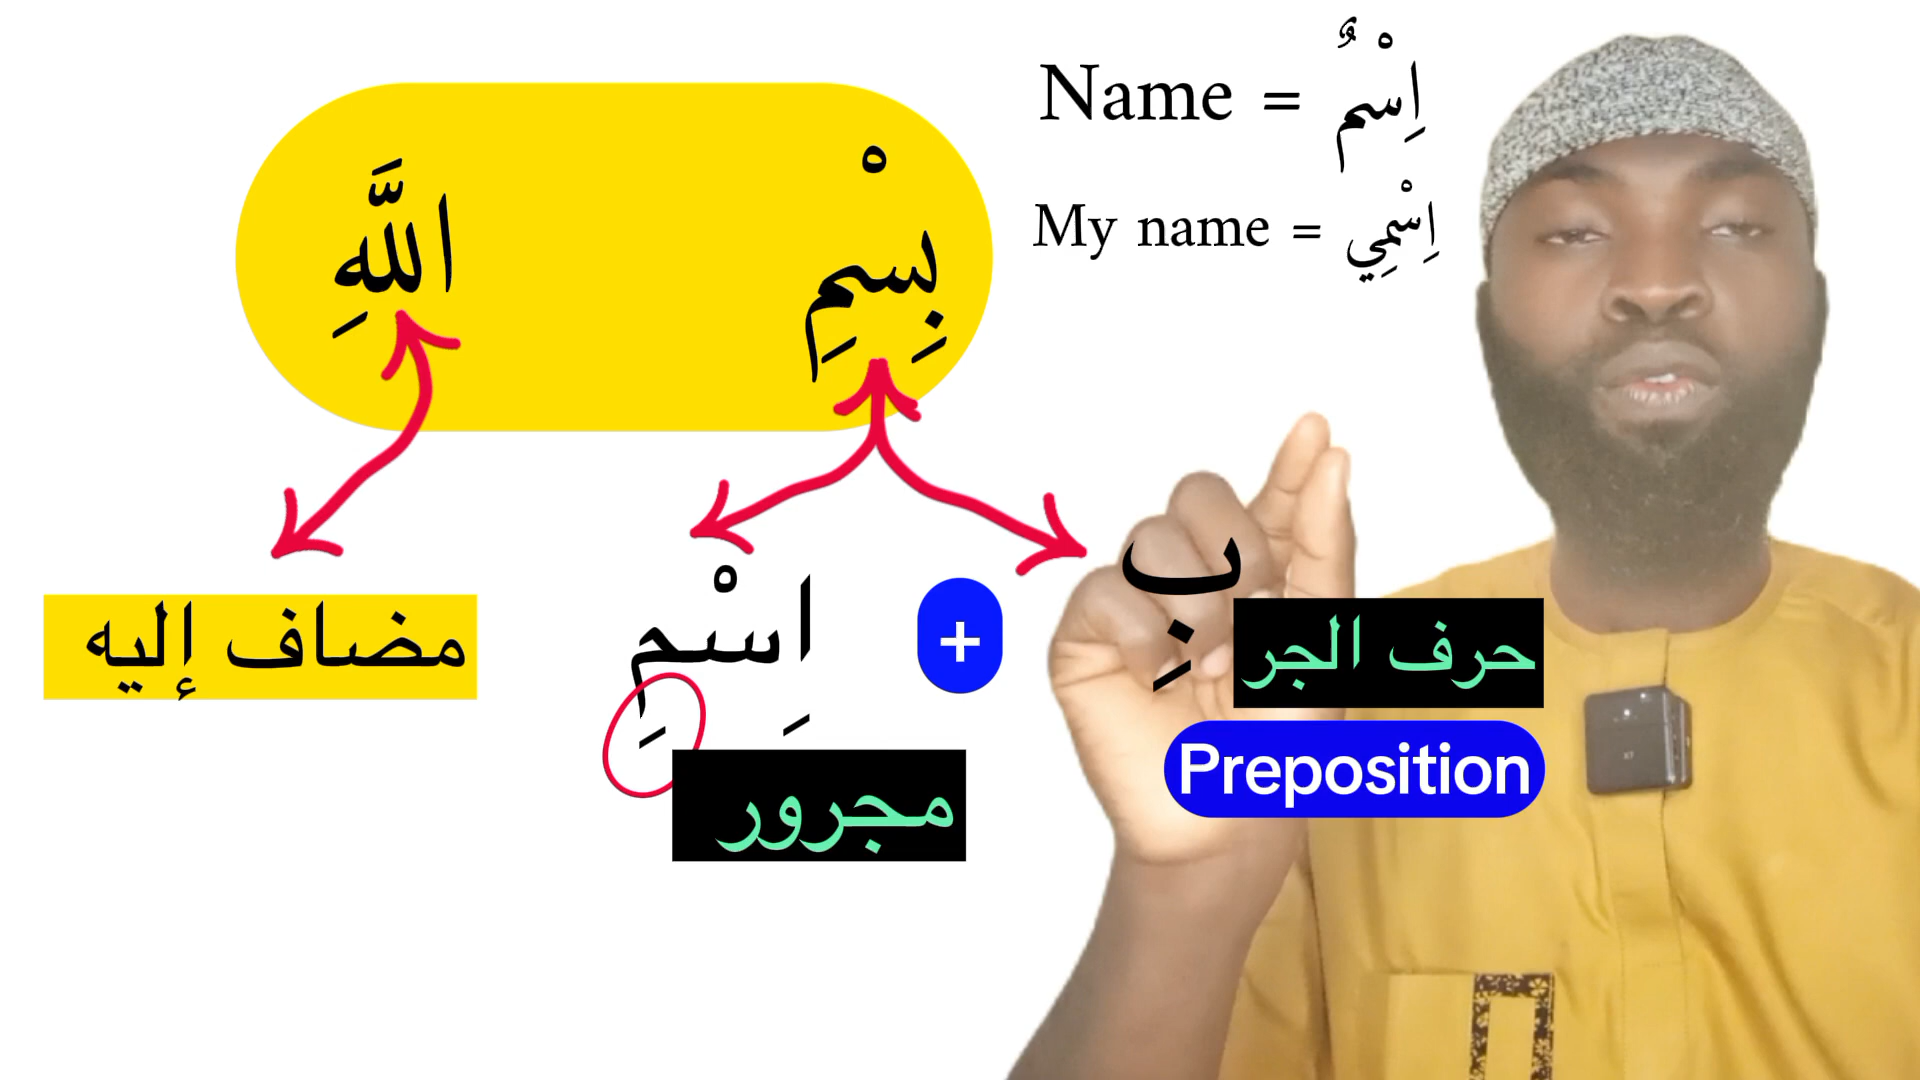 Name = اِسْمٌ
My name = اِسْمِي
بِسْمِ اللَّهِ
بِ + اِسْمِ
حرف الجر
Preposition
مجرور
مضاف إليه